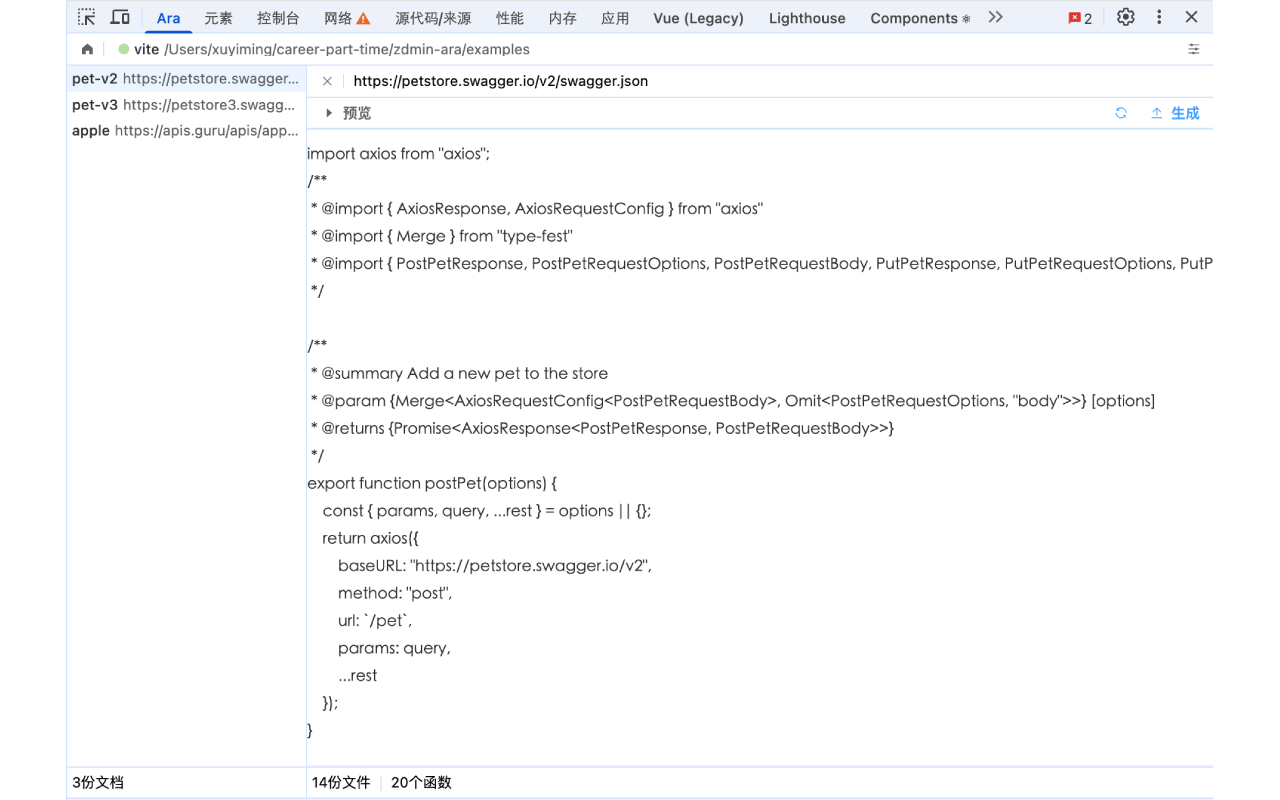 Ara 元素 控制台 网络 源代码/来源 性能 内存 应用 Vue (Legacy) Lighthouse Components 2
vite /Users/xuyiming/career-part-time/zdmin-ara/examples
pet-v2 https://petstore.swagger...
pet-v3 https://petstore3.swagg...
apple https://apis.guru/apis/app...
https://petstore.swagger.io/v2/swagger.json
预览 生成
import axios from "axios";
/**
* @import { AxiosResponse, AxiosRequestConfig } from "axios"
* @import { Merge } from "type-fest"
* @import { PostPetResponse, PostPetRequestOptions, PostPetRequestBody, PutPetResponse, PutPetRequestOptions, PutP
*/
/**
* @summary Add a new pet to the store
* @param {Merge<AxiosRequestConfig<PostPetRequestBody>, Omit<PostPetRequestOptions, "body">>} [options]
* @returns {Promise<AxiosResponse<PostPetResponse, PostPetRequestBody>>}
*/
export function postPet(options) {
const { params, query, ...rest } = options || {};
return axios({
baseURL: "https://petstore.swagger.io/v2",
method: "post",
url: `/pet`,
params: query,
...rest
});
}
3份文档
14份文件 20个函数